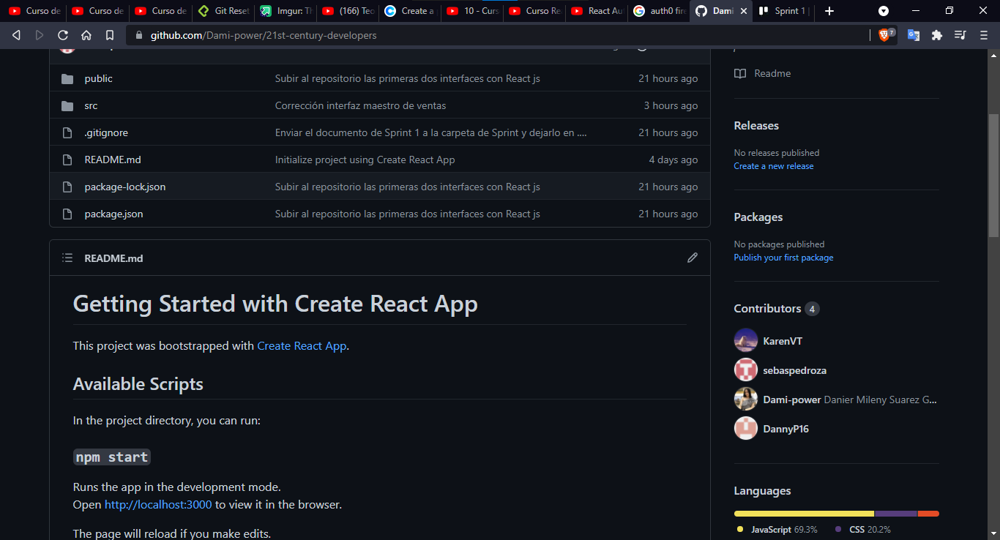 Curso de
Curso de
Curso de
Git Reset
Imgur: Th
(166) Teo
Create a
10 - Curs
Curso Re
React Au
auth0 fire
Dami
Sprint 1 |
github.com/Dami-power/21st-century-developers
7
public Subir al repositorio las primeras dos interfaces con React js 21 hours ago
src Corrección interfaz maestro de ventas 3 hours ago
.gitignore Enviar el documento de Sprint 1 a la carpeta de Sprint y dejarlo en .... 21 hours ago
README.md Initialize project using Create React App 4 days ago
package-lock.json Subir al repositorio las primeras dos interfaces con React js 21 hours ago
package.json Subir al repositorio las primeras dos interfaces con React js 21 hours ago
README.md
Getting Started with Create React App
This project was bootstrapped with Create React App.
Available Scripts
In the project directory, you can run:
npm start
Runs the app in the development mode.
Open http://localhost:3000 to view it in the browser.
The page will reload if you make edits.
Readme
Releases
No releases published
Create a new release
Packages
No packages published
Publish your first package
Contributors 4
KarenVT
sebaspedroza
Dami-power Danier Mileny Suarez G...
DannyP16
Languages
JavaScript 69.3% CSS 20.2%